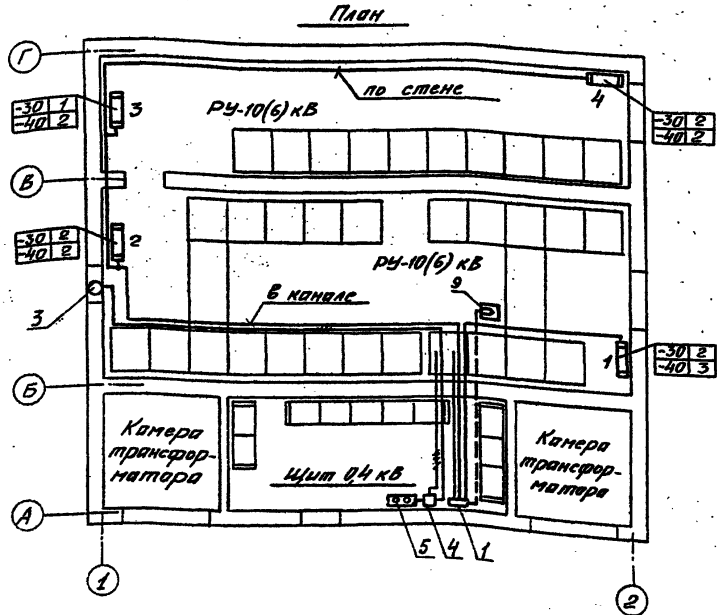 План
Г
по стене
3
4
-30 1
-40 2
РУ-10(6) кВ
-30 2
-40 2
В
2
-30 2
-40 2
РУ-10(6) кВ
9
в канале
3
1
-30 2
-40 3
Б
Камера
трансфор-
матора
Щит 0,4 кВ
Камера
трансфор-
матора
А
5
4
1
1
2